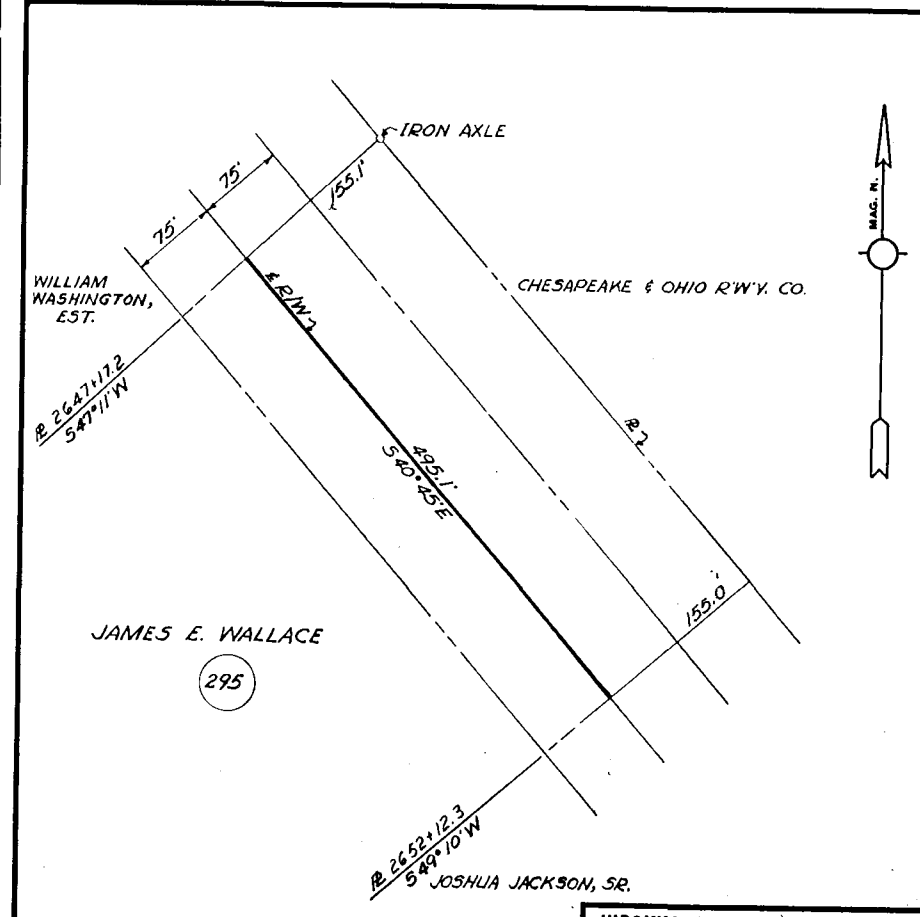 IRON AXLE
75'
75'
155.1'
MAG. N.
WILLIAM
WASHINGTON,
EST.
℄ R/W
CHESAPEAKE & OHIO R'W'Y. CO.
℄ 2647+17.2
S47°11'W
495.1'
S40°45'E
JAMES E. WALLACE
295
155.0'
℄ 2652+12.3
S49°10'W
JOSHUA JACKSON, SR.